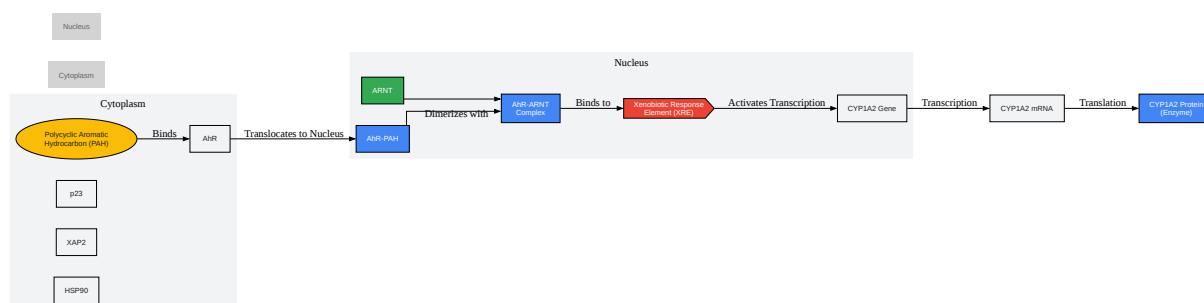 Nucleus
Cytoplasm
Cytoplasm
Polycyclic Aromatic
Hydrocarbon (PAH)
Binds
AhR
Translocates to Nucleus
p23
XAP2
HSP90
Nucleus
ARNT
AhR-PAH
Dimerizes with
AhR-ARNT
Complex
Binds to
Xenobiotic Response
Element (XRE)
Activates Transcription
CYP1A2 Gene
Transcription
CYP1A2 mRNA
Translation
CYP1A2 Protein
(Enzyme)